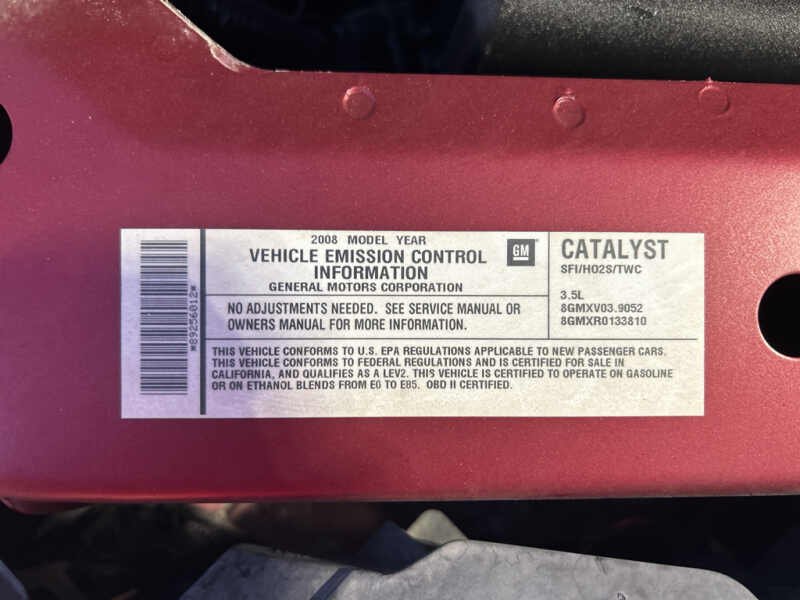 *89256012*
2008 MODEL YEAR
VEHICLE EMISSION CONTROL
INFORMATION
GENERAL MOTORS CORPORATION
GM
NO ADJUSTMENTS NEEDED. SEE SERVICE MANUAL OR
OWNERS MANUAL FOR MORE INFORMATION.
CATALYST
SFI/HO2S/TWC
3.5L
8GMXV03.9052
8GMXR0133810
THIS VEHICLE CONFORMS TO U.S. EPA REGULATIONS APPLICABLE TO NEW PASSENGER CARS.
THIS VEHICLE CONFORMS TO FEDERAL REGULATIONS AND IS CERTIFIED FOR SALE IN
CALIFORNIA, AND QUALIFIES AS A LEV2. THIS VEHICLE IS CERTIFIED TO OPERATE ON GASOLINE
OR ON ETHANOL BLENDS FROM E0 TO E85. OBD II CERTIFIED.